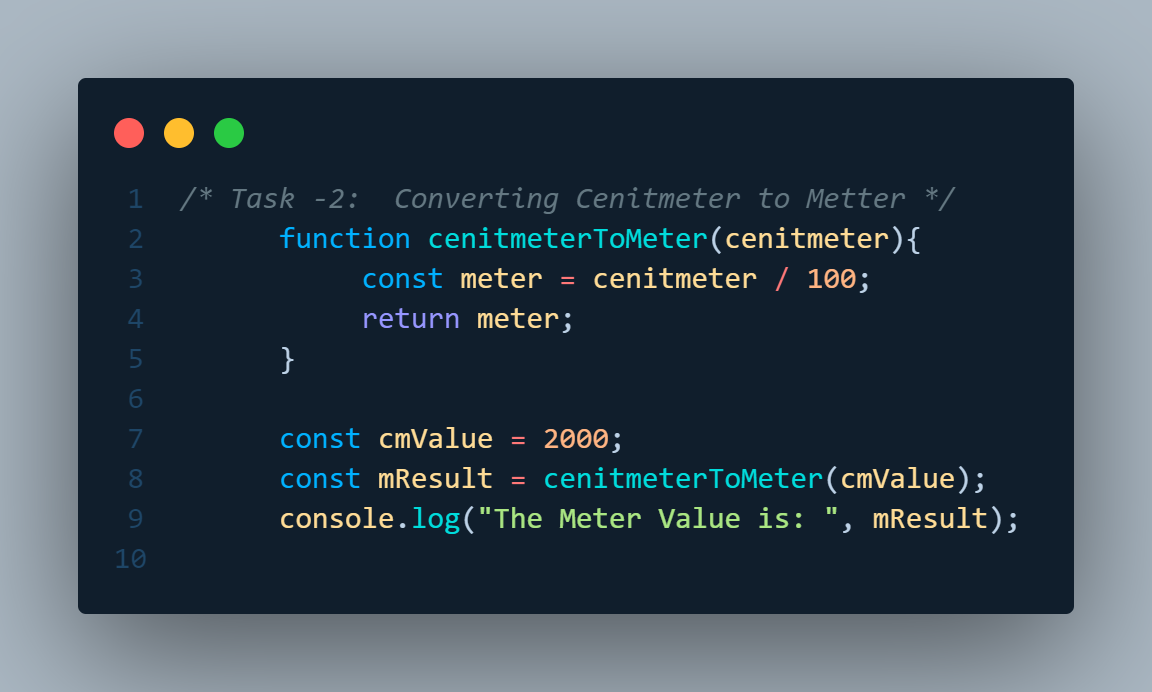 1 /* Task -2:  Converting Cenitmeter to Metter */
2       function cenitmeterToMeter(cenitmeter){
3            const meter = cenitmeter / 100;
4            return meter;
5       }
6
7       const cmValue = 2000;
8       const mResult = cenitmeterToMeter(cmValue);
9       console.log("The Meter Value is: ", mResult);
10